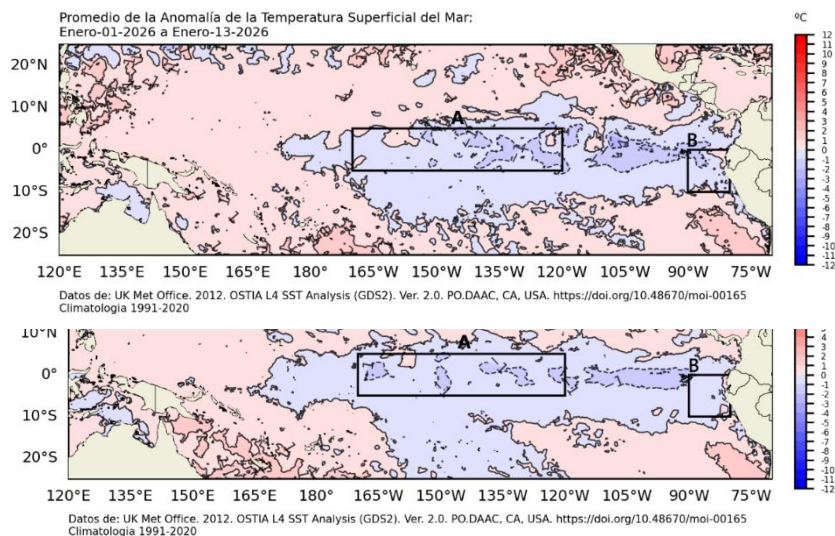 Promedio de la Anomalía de la Temperatura Superficial del Mar:
Enero-01-2026 a Enero-13-2026
ºC
20°N
10°N
0°
10°S
20°S
A
B
120°E 135°E 150°E 165°E 180° 165°W 150°W 135°W 120°W 105°W 90°W 75°W
12
11
10
9
8
7
6
5
4
3
2
1
0
-1
-2
-3
-4
-5
-6
-7
-8
-9
-10
-11
-12
Datos de: UK Met Office. 2012. OSTIA L4 SST Analysis (GDS2). Ver. 2.0. PO.DAAC, CA, USA. https://doi.org/10.48670/moi-00165
Climatologia 1991-2020
10°N
0°
10°S
20°S
A
B
120°E 135°E 150°E 165°E 180° 165°W 150°W 135°W 120°W 105°W 90°W 75°W
5
4
3
2
1
0
-1
-2
-3
-4
-5
-6
-7
-8
-9
-10
-11
-12
Datos de: UK Met Office. 2012. OSTIA L4 SST Analysis (GDS2). Ver. 2.0. PO.DAAC, CA, USA. https://doi.org/10.48670/moi-00165
Climatologia 1991-2020